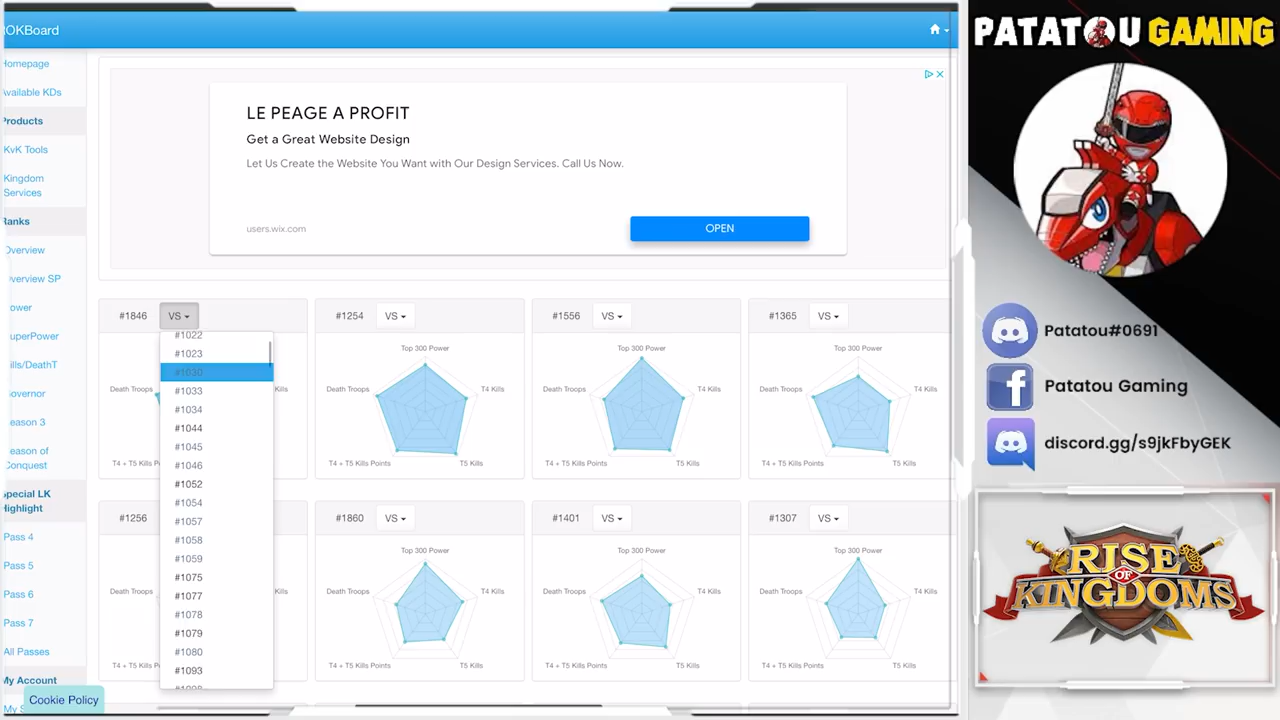 OKBoard
Homepage
Available KDs
Products
KvK Tools
Kingdom
Services
Ranks
Overview
verview SP
ower
uperPower
ills/DeathT
overnor
eason 3
eason of
Conquest
Special LK
Highlight
Pass 4
Pass 5
Pass 6
Pass 7
All Passes
My Account
Cookie Policy
LE PEAGE A PROFIT
Get a Great Website Design
Let Us Create the Website You Want with Our Design Services. Call Us Now.
users.wix.com
OPEN
#1846 VS
#1254 VS
#1556 VS
#1365 VS
#1022
#1023
#1030
#1033
#1034
#1044
#1045
#1046
#1052
#1054
#1057
#1058
#1059
#1075
#1077
#1078
#1079
#1080
#1093
Death Troops
Kills
T4 + T5 Kills Points
Top 300 Power
Death Troops
T4 Kills
T4 + T5 Kills Points
T5 Kills
Top 300 Power
Death Troops
T4 Kills
T4 + T5 Kills Points
T5 Kills
Top 300 Power
Death Troops
T4 Kills
T4 + T5 Kills Points
T5 Kills
#1256
#1860 VS
#1401 VS
#1307 VS
Death Troops
Kills
T4 + T5 Kills Points
Top 300 Power
Death Troops
T4 Kills
T4 + T5 Kills Points
T5 Kills
Top 300 Power
Death Troops
T4 Kills
T4 + T5 Kills Points
T5 Kills
Top 300 Power
Death Troops
T4 Kills
T4 + T5 Kills Points
T5 Kills
PATATOU GAMING
Patatou#0691
Patatou Gaming
discord.gg/s9jkFbyGEK
RISE
OF
KINGDOMS